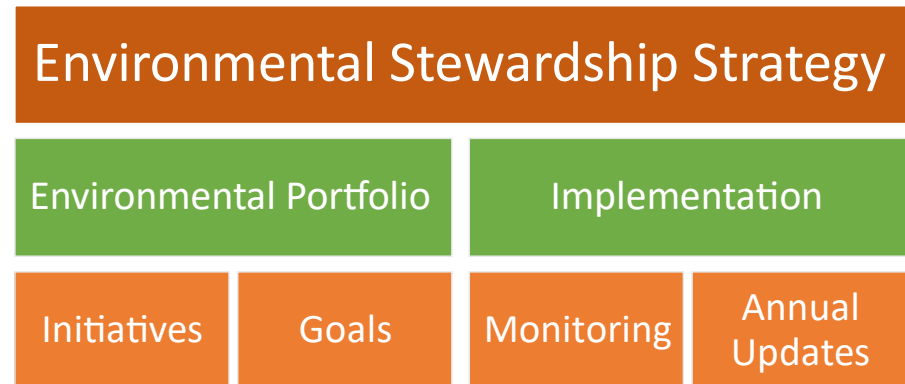 Environmental Stewardship Strategy
Environmental Portfolio
Implementation
Initiatives
Goals
Monitoring
Annual
Updates